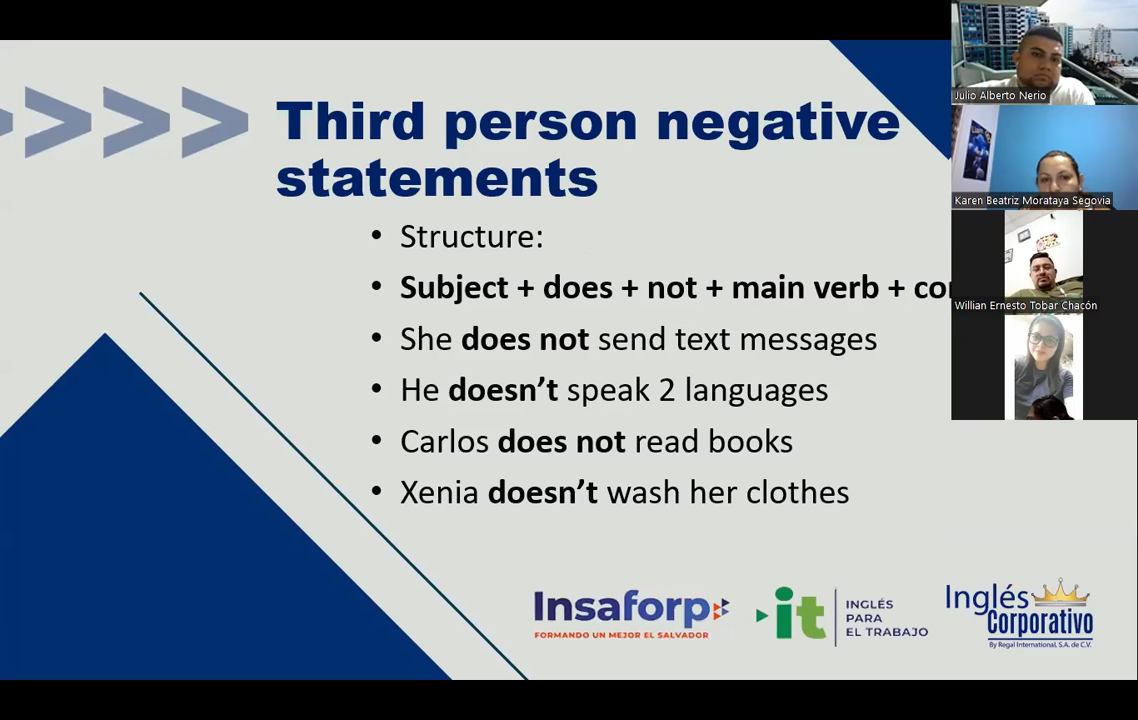 Third person negative
statements
• Structure:
• Subject + does + not + main verb +
• She does not send text messages
• He doesn’t speak 2 languages
• Carlos does not read books
• Xenia doesn’t wash her clothes
Julio Alberto Nerio
Karen Beatriz Morataya Segovia
Willian Ernesto Tobar Chacón
Insaforp
FORMANDO UN MEJOR EL SALVADOR
it
INGLÉS
PARA
EL TRABAJO
Inglés
Corporativo
By Regal International, S.A. de C.V.